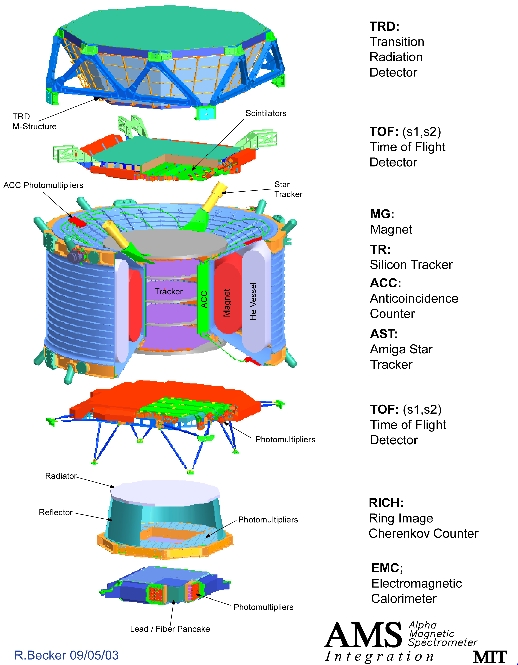 TRD:
Transition
Radiation
Detector
TRD
M-Structure
Scintilators
TOF: (s1,s2)
Time of Flight
Detector
ACC Photomultipliers
Star
Tracker
MG:
Magnet
TR:
Silicon Tracker
ACC:
Anticoincidence
Counter
AST:
Amiga Star
Tracker
Tracker
ACC
Magnet
He Vessel
TOF: (s1,s2)
Time of Flight
Detector
Photomultipliers
Radiator
Reflector
Photomultipliers
RICH:
Ring Image
Cherenkov Counter
EMC;
Electromagnetic
Calorimeter
Photomultipliers
Lead / Fiber Pancake
AMS Alpha
Magnetic
Spectrometer
Integration MIT
R.Becker 09/05/03